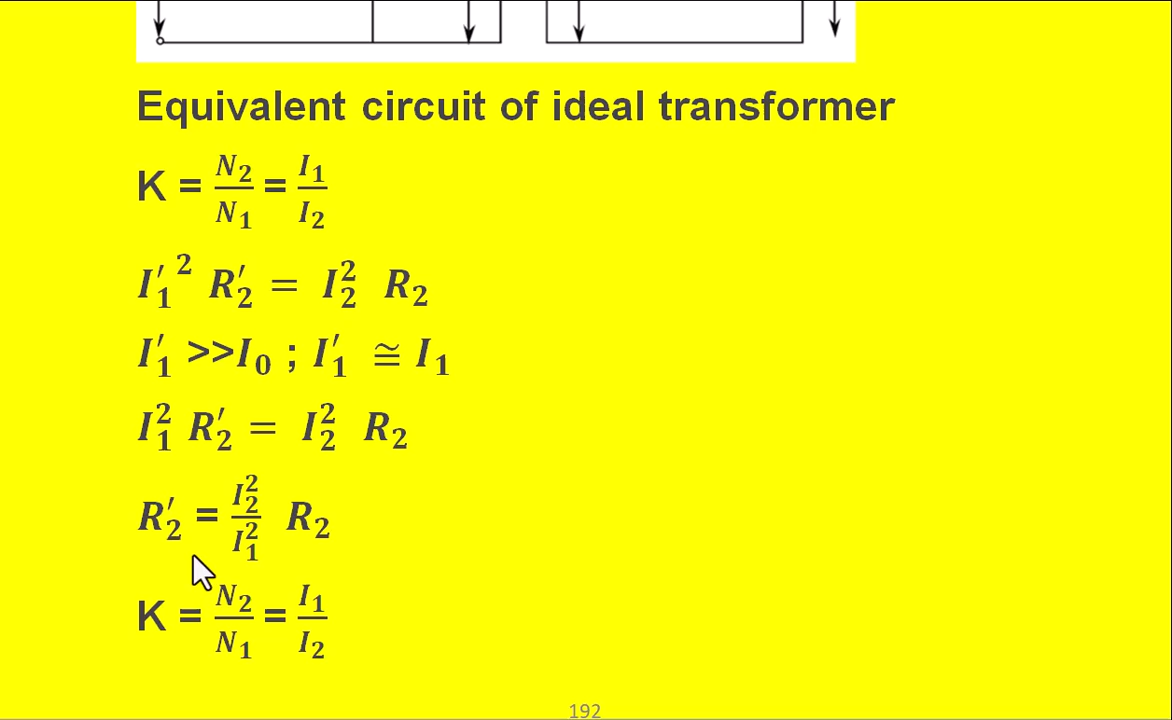 Equivalent circuit of ideal transformer
K = N₂/N₁ = I₁/I₂
I₁′² R₂′ = I₂² R₂
I₁′ >>I₀ ; I₁′ ≅ I₁
I₁² R₂′ = I₂² R₂
R₂′ = I₂²/I₁² R₂
K = N₂/N₁ = I₁/I₂
192